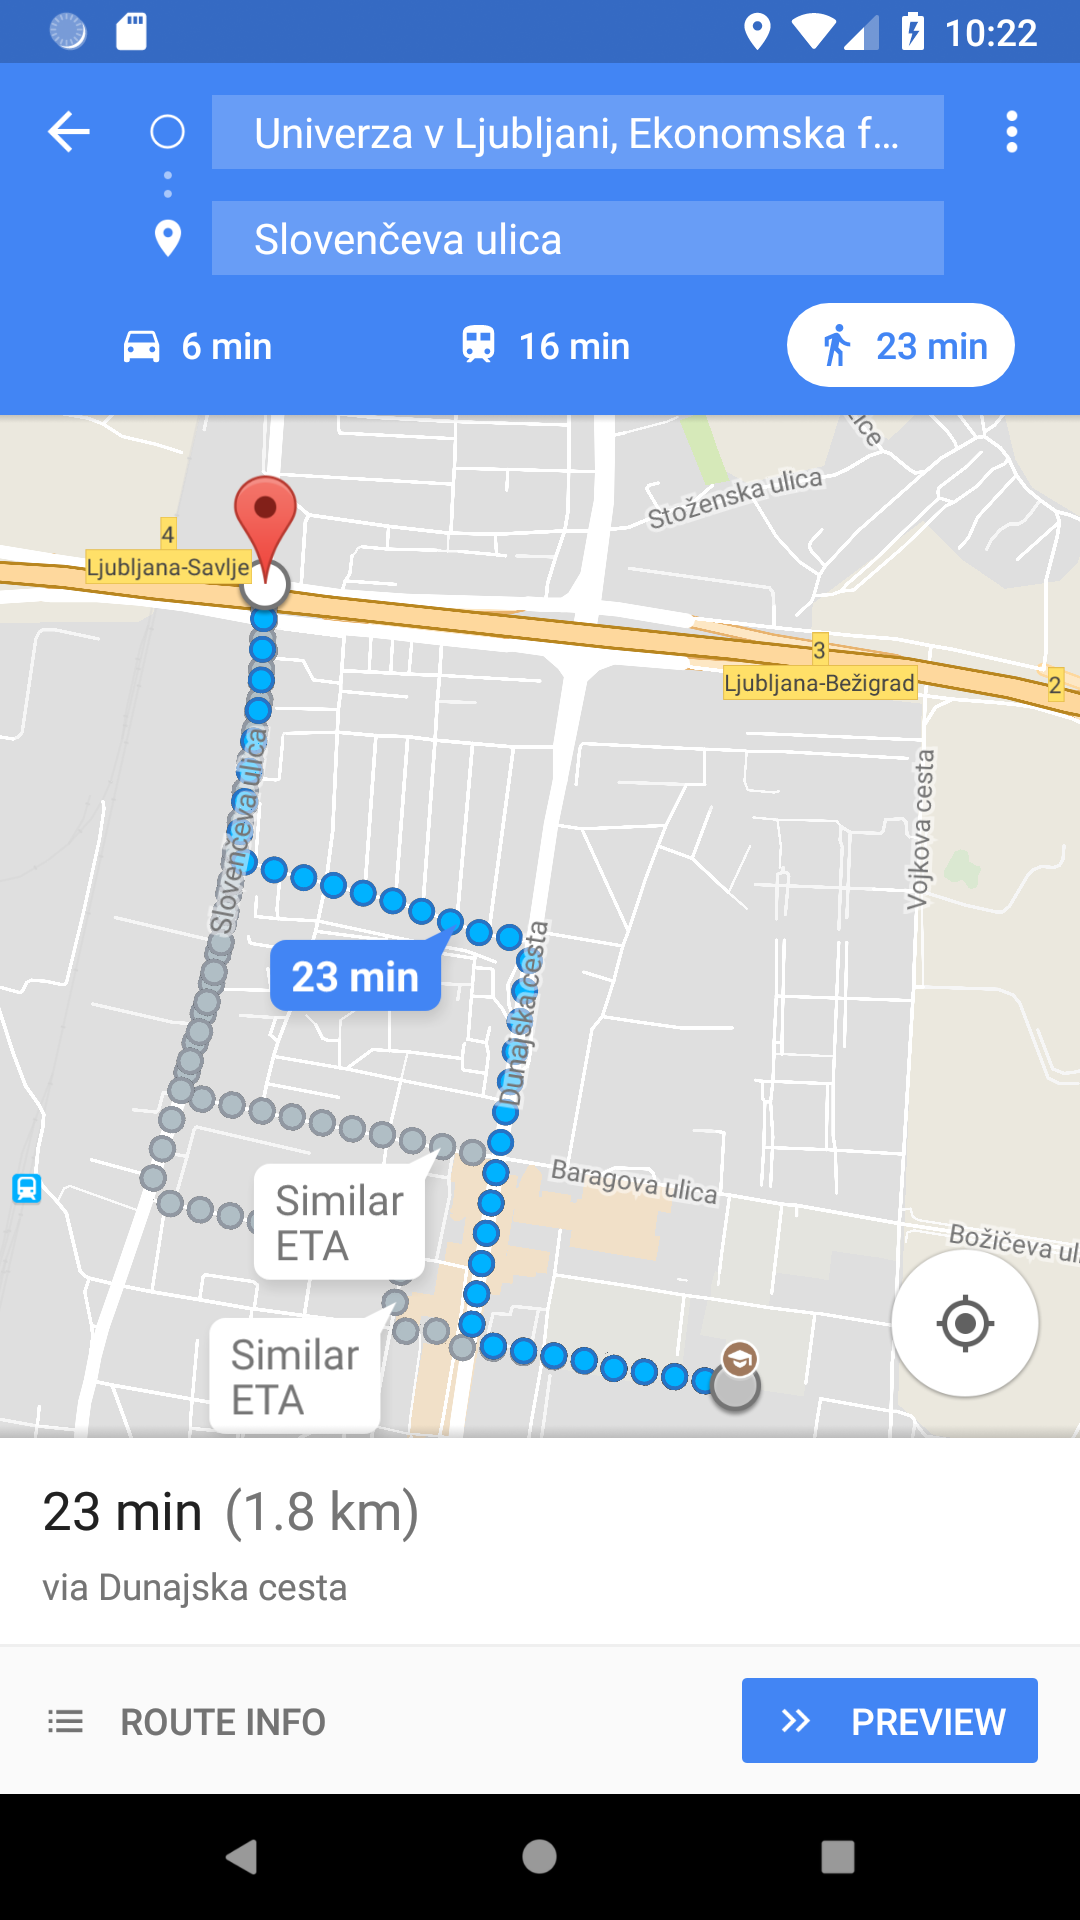 10:22
Univerza v Ljubljani, Ekonomska f...
Slovenčeva ulica
6 min
16 min
23 min
Stoženska ulica
4
Ljubljana-Savlje
3
Ljubljana-Bežigrad
2
Slovenčeva ulica
Vojkova cesta
23 min
Dunajska cesta
Baragova ulica
Similar
ETA
Božičeva ul
Similar
ETA
23 min (1.8 km)
via Dunajska cesta
ROUTE INFO
PREVIEW